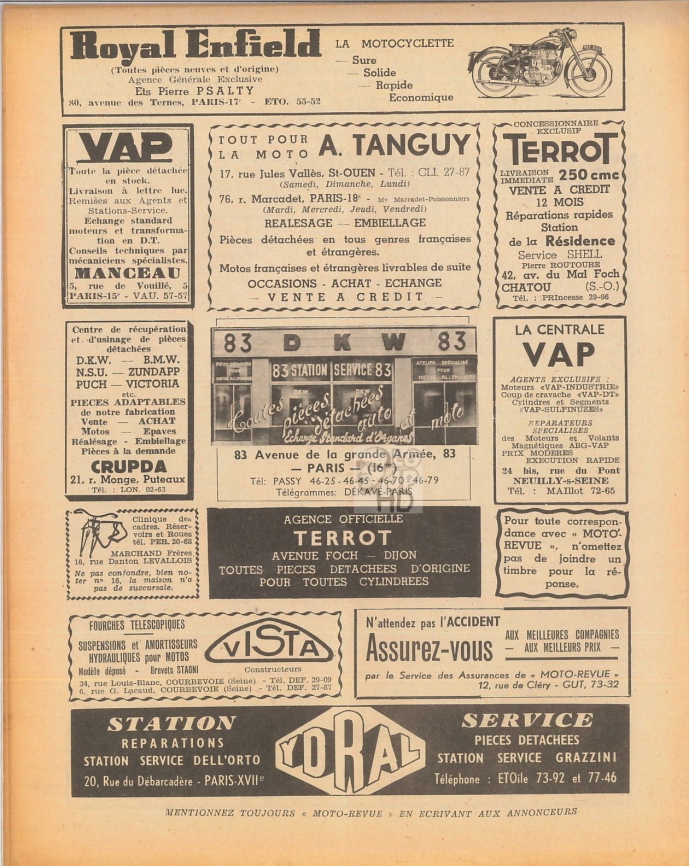 Royal Enfield
(Toutes pièces neuves et d'origine)
Agence Générale Exclusive
Ets Pierre PSALTY
80, avenue des Ternes, PARIS-17e - ETO. 55-52
LA MOTOCYCLETTE
— Sure
— Solide
— Rapide
Economique
VAP
Toute la pièce détachée
en stock.
Livraison à lettre lue.
Remises aux Agents et
Stations-Service.
Echange standard
moteurs et transforma-
tion en D.T.
Conseils techniques par
mécaniciens spécialistes.
MANCEAU
5, rue de Vouillé, 5
PARIS-15e - VAU. 57-57
TOUT POUR
LA MOTO
A. TANGUY
17. rue Jules Vallès, St-OUEN - Tél. : CLI. 27-87
(Samedi, Dimanche, Lundi)
76, r. Marcadet, PARIS-18e - Mo Marcadet-Poissonniers
(Mardi, Mercredi, Jeudi, Vendredi)
REALESAGE — EMBIELLAGE
Pièces détachées en tous genres françaises
et étrangères.
Motos françaises et étrangères livrables de suite
OCCASIONS - ACHAT - ECHANGE
— VENTE A CREDIT —
CONCESSIONNAIRE
EXCLUSIF
TERROT
LIVRAISON
IMMEDIATE 250 cmc
VENTE A CREDIT
12 MOIS
Réparations rapides
Station
de la Résidence
Service SHELL
Pierre ROUTOURE
42, av. du Mal Foch
CHATOU (S.-O.)
Tél. : PRIncesse 29-96
Centre de récupération
et d'usinage de pièces
détachées
D.K.W. — B.M.W.
N.S.U. — ZUNDAPP
PUCH — VICTORIA
etc.
PIECES ADAPTABLES
de notre fabrication
Vente — ACHAT
Motos — Epaves
Réalésage - Embiellage
Pièces à la demande
CRUPDA
21, r. Monge, Puteaux
Tél. : LON. 02-63
83 DKW 83
83 STATION SERVICE 83
Toutes pièces détachées auto et moto
Echange Standard d'Organes
83 Avenue de la grande Armée, 83
— PARIS — (16e)
Tél: PASSY 46-25 -46-45 -46-70 -46-79
Télégrammes: DEKAVE-PARIS
HD
LA CENTRALE
VAP
AGENTS EXCLUSIFS :
Moteurs «VAP-INDUSTRIE»
Coup de cravache «VAP-DT»
Cylindres et Segments
«VAP-SULFINUZES»
REPARATEURS
SPECIALISES
des Moteurs et Volants
Magnétiques ABG-VAP
PRIX MODERES
EXECUTION RAPIDE
24 bis, rue du Pont
NEUILLY-s-SEINE
Tél. : MAIllot 72-65
Clinique des
cadres. Réser-
voirs et Roues
tél. PER. 20-68
MARCHAND Frères
16, rue Danton LEVALLOIS
Ne pas confondre, bien no-
ter n° 16, la maison n'a
pas de succursale.
AGENCE OFFICIELLE
TERROT
AVENUE FOCH — DIJON
TOUTES PIECES DETACHEES D'ORIGINE
POUR TOUTES CYLINDREES
Pour toute correspon-
dance avec « MOTO-
REVUE », n'omettez
pas de joindre un
timbre pour la ré-
ponse.
FOURCHES TELESCOPIQUES
SUSPENSIONS et AMORTISSEURS
HYDRAULIQUES pour MOTOS
Modèle déposé - Brevets STAGNI
VISTA
Constructeurs
34, rue Louis-Blanc, COURBEVOIE (Seine) - Tél. DEF. 29-09
6, rue G. Lacaud, COURBEVOIE (Seine) - Tél. DEF. 27-87
N'attendez pas l'ACCIDENT
Assurez-vous
AUX MEILLEURES COMPAGNIES
— AUX MEILLEURS PRIX —
par le Service des Assurances de « MOTO-REVUE »
12, rue de Cléry - GUT, 73-32
STATION
REPARATIONS
STATION SERVICE DELL'ORTO
20, Rue du Débarcadère - PARIS-XVIIe
YDRAL
SERVICE
PIECES DETACHEES
STATION SERVICE GRAZZINI
Téléphone : ETOile 73-92 et 77-46
MENTIONNEZ TOUJOURS « MOTO-REVUE » EN ECRIVANT AUX ANNONCEURS